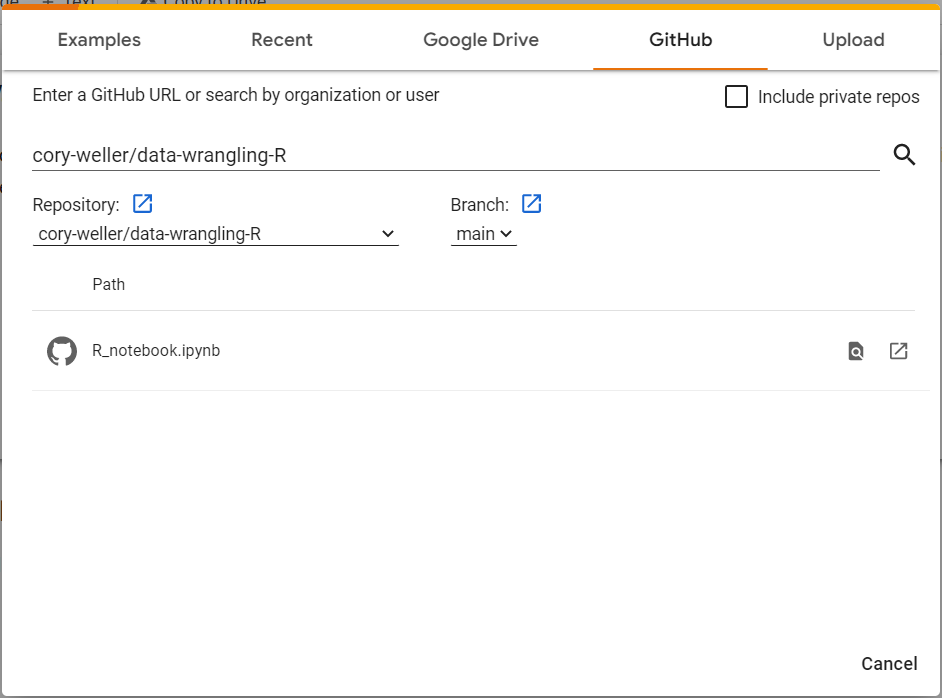 Examples Recent Google Drive GitHub Upload
Enter a GitHub URL or search by organization or user
Include private repos
cory-weller/data-wrangling-R
Repository: Branch:
cory-weller/data-wrangling-R main
Path
R_notebook.ipynb
Cancel